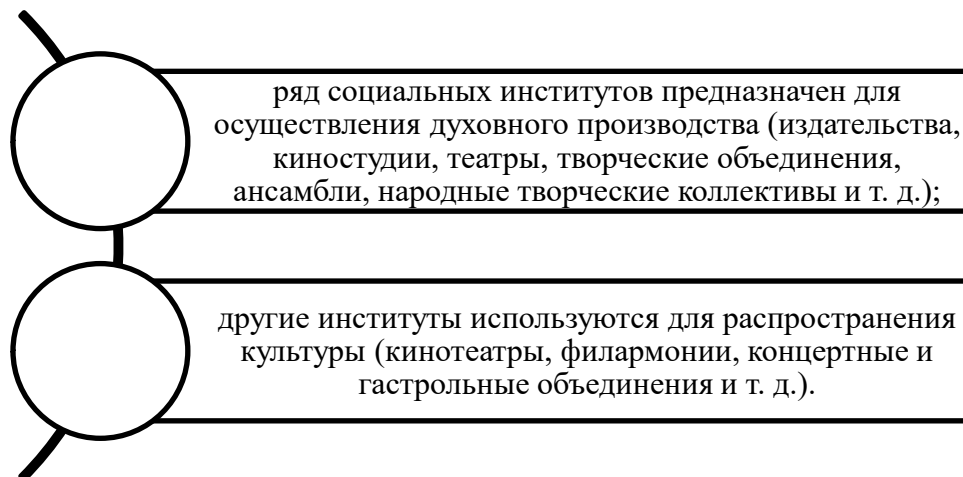 ряд социальных институтов предназначен для
осуществления духовного производства (издательства,
киностудии, театры, творческие объединения,
ансамбли, народные творческие коллективы и т. д.);
другие институты используются для распространения
культуры (кинотеатры, филармонии, концертные и
гастрольные объединения и т. д.).